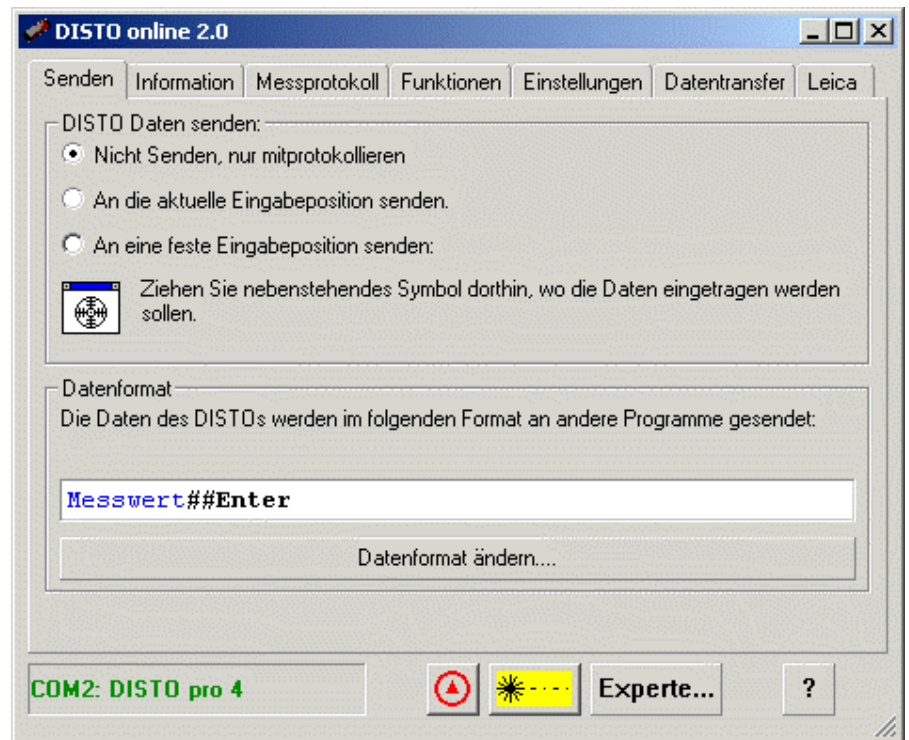 DISTO online 2.0
Senden Information Messprotokoll Funktionen Einstellungen Datentransfer Leica
DISTO Daten senden:
Nicht Senden, nur mitprotokollieren
An die aktuelle Eingabeposition senden.
An eine feste Eingabeposition senden:
Ziehen Sie nebenstehendes Symbol dorthin, wo die Daten eingetragen werden
sollen.
Datenformat
Die Daten des DISTOs werden im folgenden Format an andere Programme gesendet:
Messwert##Enter
Datenformat ändern....
COM2: DISTO pro 4 Experte... ?